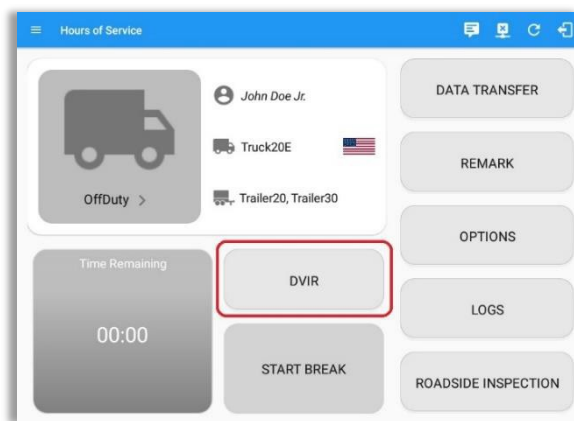 Hours of Service
John Doe Jr.
Truck20E
OffDuty >
Trailer20, Trailer30
Time Remaining
00:00
DVIR
START BREAK
DATA TRANSFER
REMARK
OPTIONS
LOGS
ROADSIDE INSPECTION